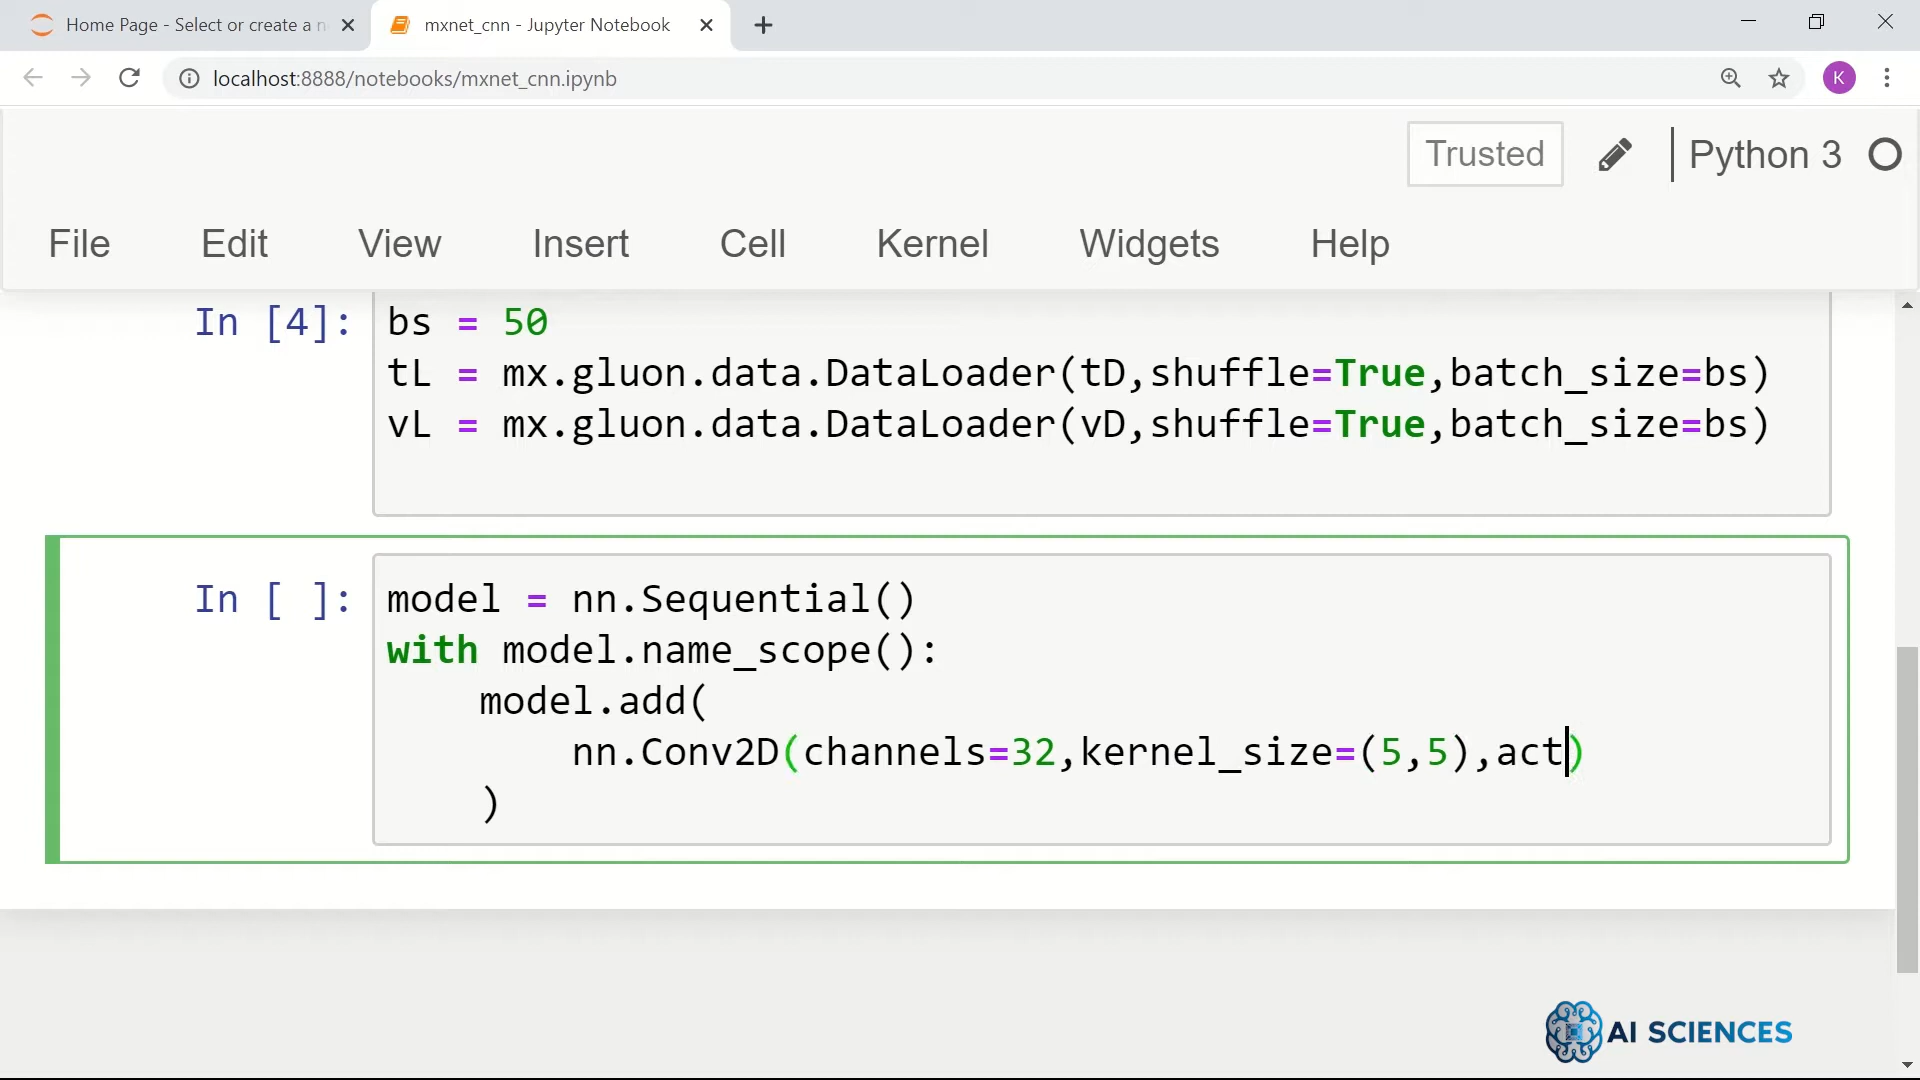 Home Page - Select or create a n
mxnet_cnn - Jupyter Notebook
localhost:8888/notebooks/mxnet_cnn.ipynb
K
Trusted
Python 3
File Edit View Insert Cell Kernel Widgets Help
In [4]: bs = 50
tL = mx.gluon.data.DataLoader(tD,shuffle=True,batch_size=bs)
vL = mx.gluon.data.DataLoader(vD,shuffle=True,batch_size=bs)
In [ ]: model = nn.Sequential()
with model.name_scope():
    model.add(
        nn.Conv2D(channels=32,kernel_size=(5,5),act)
    )
AI SCIENCES